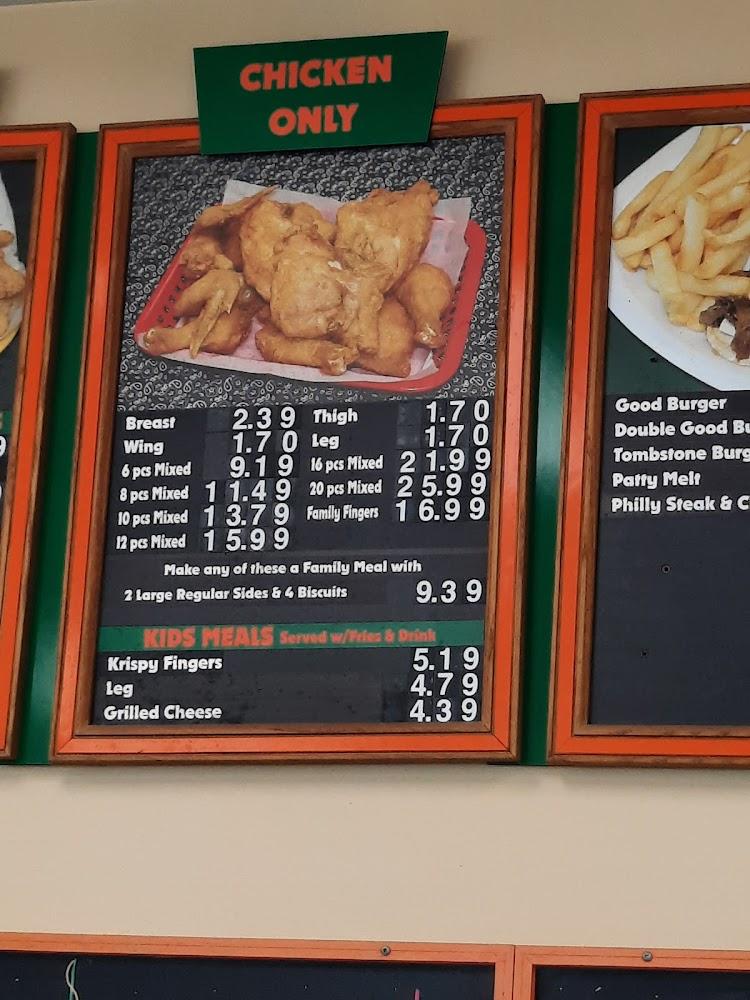 CHICKEN
ONLY
Breast 2.39 Thigh 1.70
Wing 1.70 Leg 1.70
6 pcs Mixed 9.19 16 pcs Mixed 21.99
8 pcs Mixed 11.49 20 pcs Mixed 25.99
10 pcs Mixed 13.79 Family Fingers 16.99
12 pcs Mixed 15.99
Make any of these a Family Meal with
2 Large Regular Sides & 4 Biscuits 9.39
KIDS MEALS Served w/Fries & Drink
Krispy Fingers 5.19
Leg 4.79
Grilled Cheese 4.39
Good Burger
Double Good
Tombstone
Patty Melt
Philly Steak &